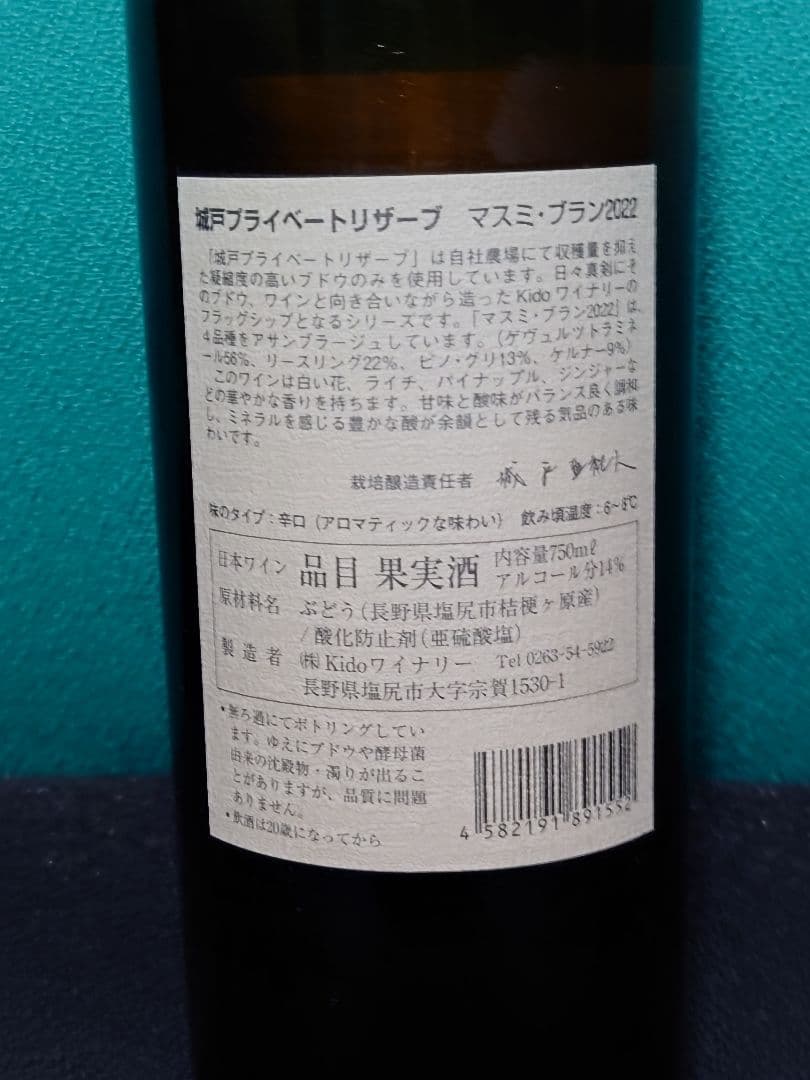 城戸プライベートリザーブ　マスミ・ブラン2022
「城戸プライベートリザーブ」は自社農場にて収穫量を抑え
た凝縮度の高いブドウのみを使用しています。日々真剣にそ
のブドウ、ワインと向き合いながら造ったKidoワイナリーの
フラッグシップとなるシリーズです。「マスミ・ブラン2022」は、
4品種をアサンブラージュしています。（ゲヴュルツトラミネ
ール56%、リースリング22%、ピノ・グリ13%、ケルナー9%）
このワインは白い花、ライチ、パイナップル、ジンジャーな
どの華やかな香りを持ちます。甘味と酸味がバランス良く調和
し、ミネラルを感じる豊かな酸が余韻として残る気品のある味
わいです。
栽培醸造責任者　城戸亜紀人
味のタイプ：辛口（アロマティックな味わい）　飲み頃温度：6～8℃
日本ワイン　品目 果実酒　内容量750mℓ
アルコール分14%
原材料名　ぶどう（長野県塩尻市桔梗ヶ原産）
/酸化防止剤（亜硫酸塩）
製造者　㈱Kidoワイナリー　Tel 0263-54-5922
長野県塩尻市大字宗賀1530-1
・無ろ過にてボトリングしてい
ます。ゆえにブドウや酵母菌
由来の沈殿物・濁りが出るこ
とがありますが、品質に問題
ありません。
・飲酒は20歳になってから
4 582191 891552